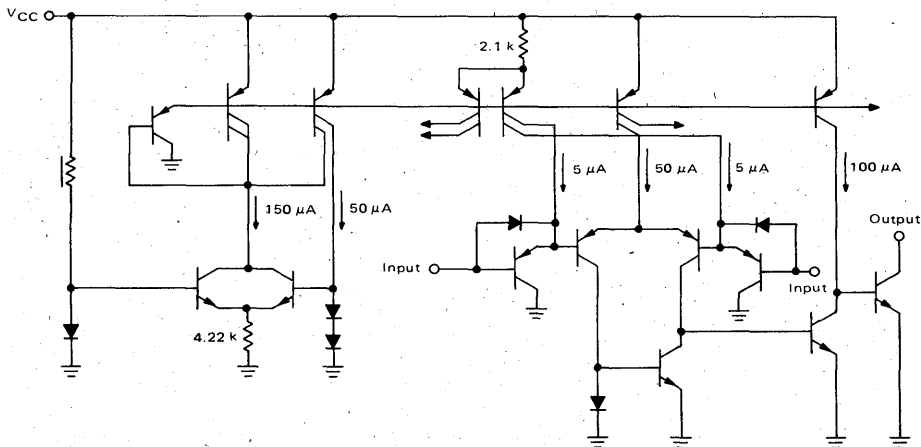 VCC
2.1 k
5 μA
50 μA
5 μA
100 μA
150 μA
50 μA
Output
Input
Input
4.22 k